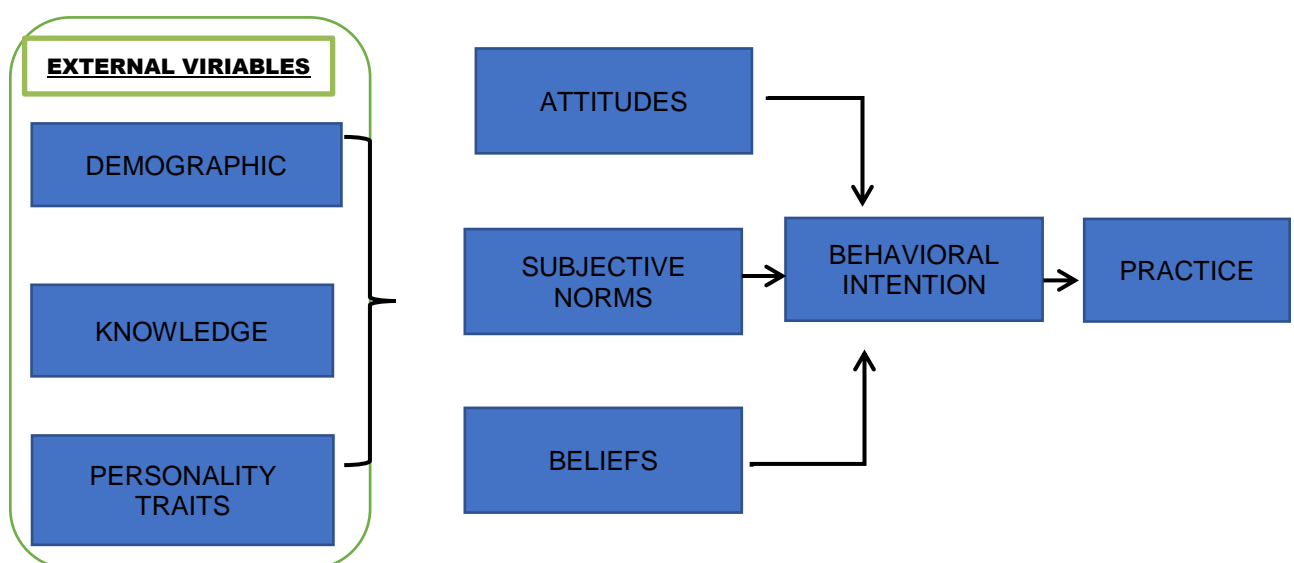 EXTERNAL VIRIABLES
DEMOGRAPHIC
KNOWLEDGE
PERSONALITY
TRAITS
ATTITUDES
SUBJECTIVE
NORMS
BELIEFS
BEHAVIORAL
INTENTION
PRACTICE